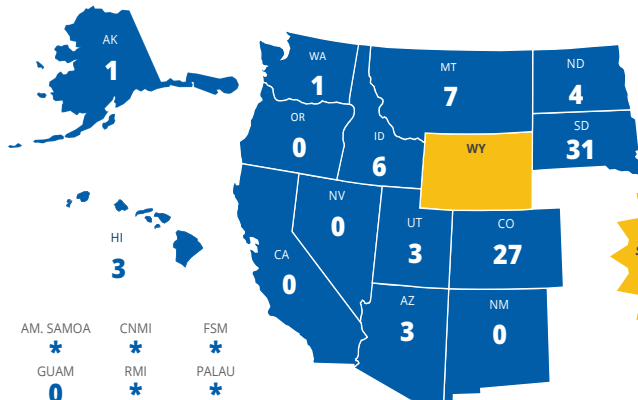 AK
1
WA
1
MT
7
ND
4
OR
0
ID
6
WY
SD
31
NV
0
UT
3
CO
27
HI
3
CA
0
AZ
3
NM
0
AM. SAMOA CNMI FSM
* * *
GUAM RMI PALAU
0 * *